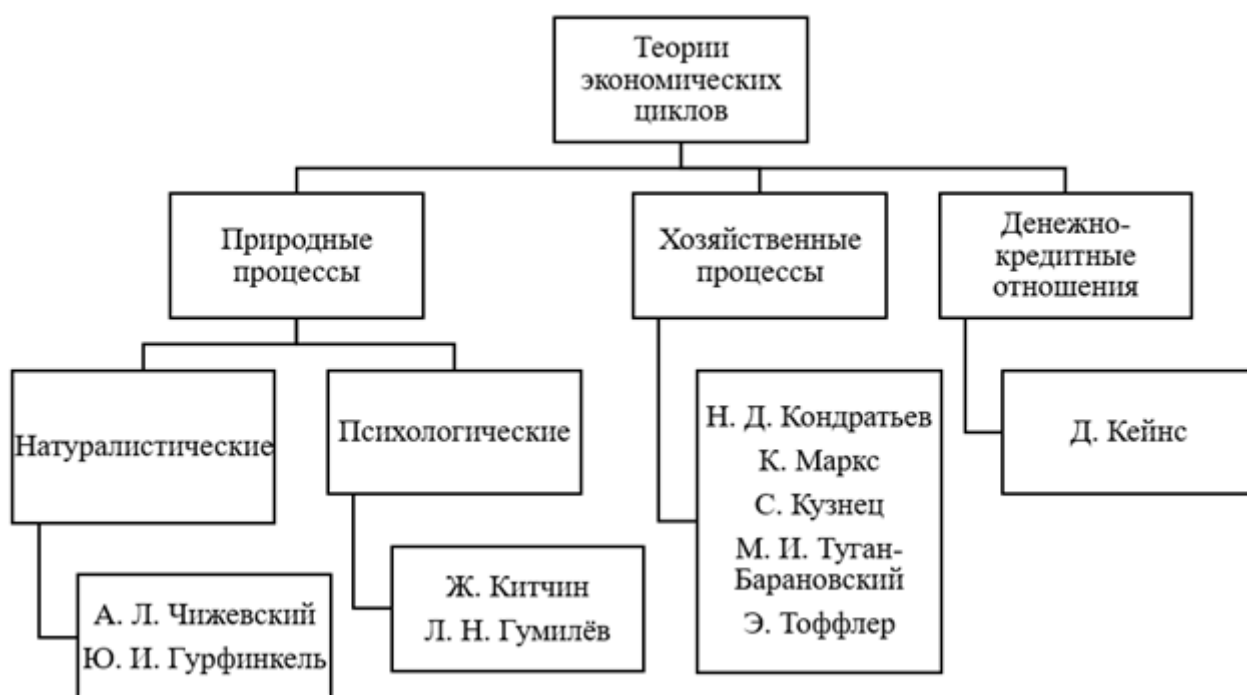 Теории
экономических
циклов
Природные
процессы
Хозяйственные
процессы
Денежно-
кредитные
отношения
Натуралистические
Психологические
Н. Д. Кондратьев
К. Маркс
С. Кузнец
М. И. Туган-
Барановский
Э. Тоффлер
Д. Кейнс
А. Л. Чижевский
Ю. И. Гурфинкель
Ж. Китчин
Л. Н. Гумилёв